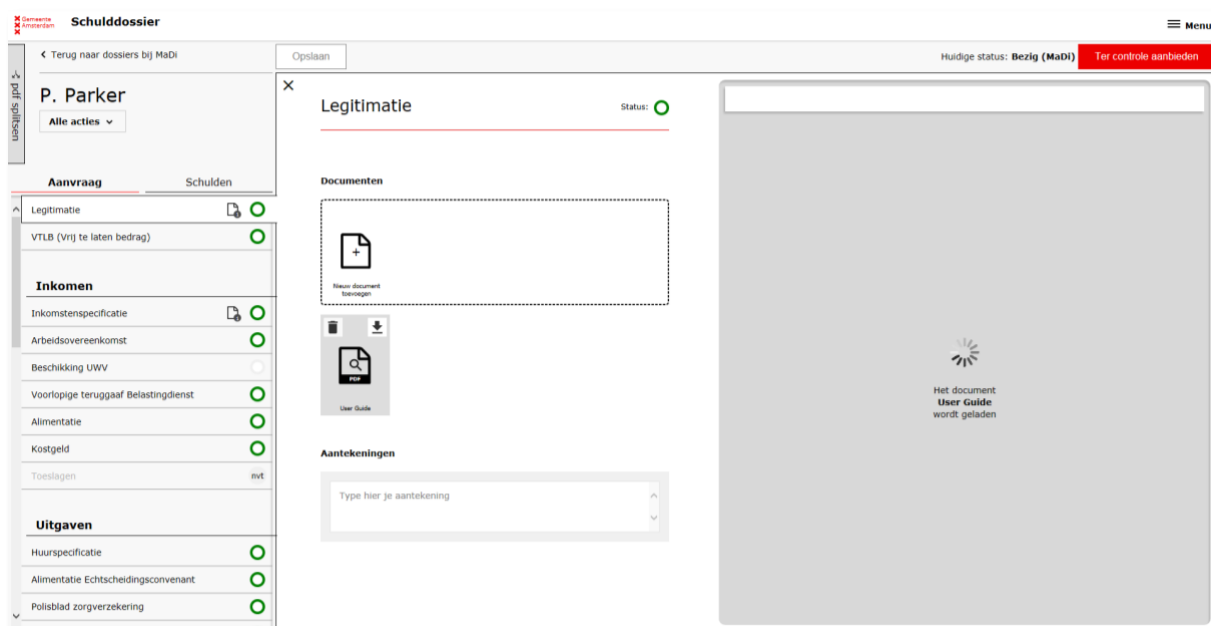 Gemeente
Amsterdam
Schulddossier
Menu
pdf splitsen
Terug naar dossiers bij MaDi
Opslaan
Huidige status: Bezig (MaDi)
Ter controle aanbieden
P. Parker
Alle acties
Aanvraag
Schulden
Legitimatie
VTLB (Vrij te laten bedrag)
Inkomen
Inkomstenspecificatie
Arbeidsovereenkomst
Beschikking UWV
Voorlopige teruggaaf Belastingdienst
Alimentatie
Kostgeld
Toeslagen nvt
Uitgaven
Huurspecificatie
Alimentatie Echtscheidingsconvenant
Polisblad zorgverzekering
Legitimatie
Status:
Documenten
Nieuw document
toevoegen
PDF
User Guide
Aantekeningen
Type hier je aantekening
Het document
User Guide
wordt geladen